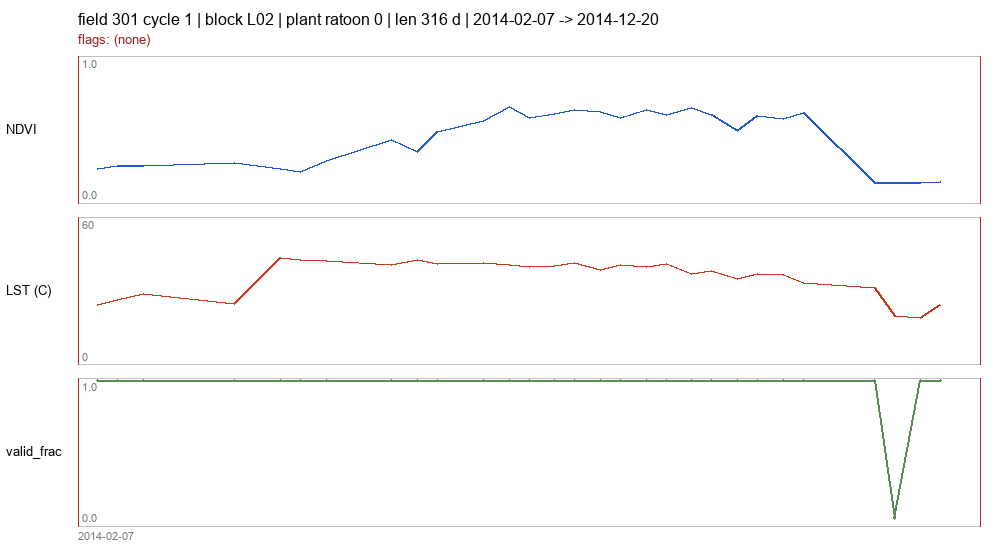 field 301 cycle 1 | block L02 | plant ratoon 0 | len 316 d | 2014-02-07 -> 2014-12-20
flags: (none)
1.0
NDVI
0.0
60
LST (C)
0
1.0
valid_frac
0.0
2014-02-07